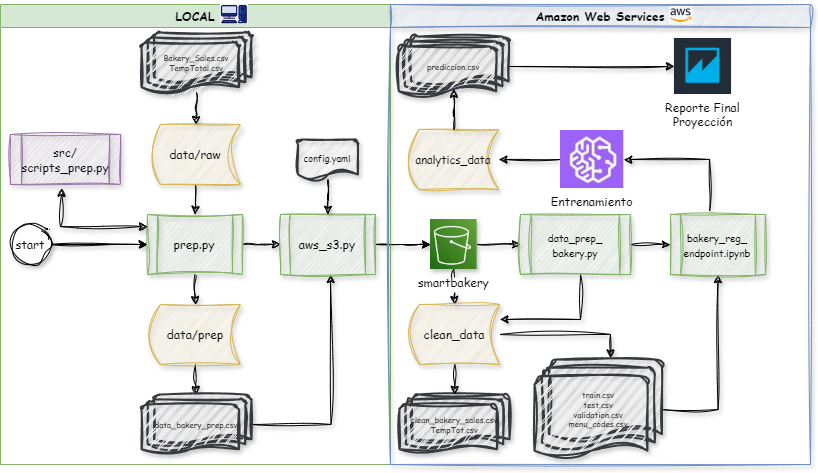 LOCAL
Amazon Web Services
aws
Bakery_Sales.csv
TempTotal.csv
prediccion.csv
Reporte Final
Proyección
src/
scripts_prep.py
data/raw
config.yaml
analytics_data
Entrenamiento
start
prep.py
aws_s3.py
smartbakery
data_prep_
bakery.py
bakery_reg_
endpoint.ipynb
data/prep
clean_data
data_bakery_prep.csv
clean_bakery_sales.csv
TempTot.csv
train.csv
test.csv
validation.csv
menu_codes.csv